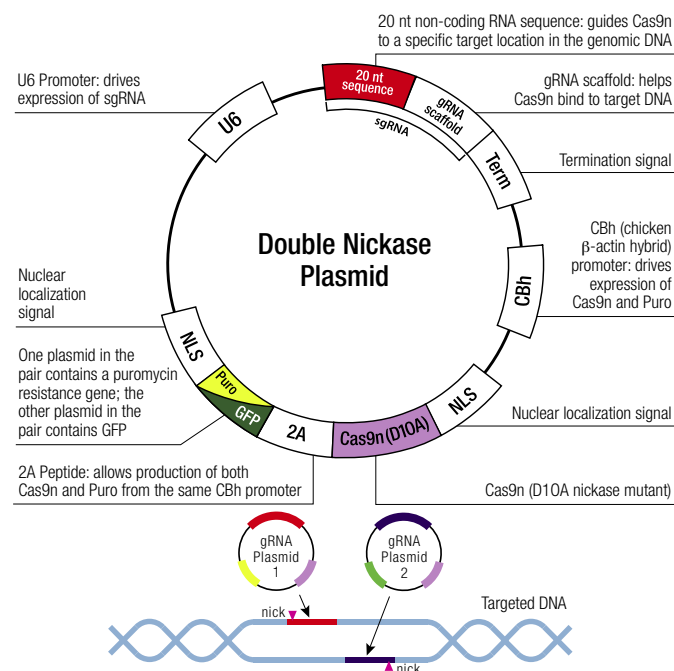 20 nt non-coding RNA sequence: guides Cas9n
to a specific target location in the genomic DNA
U6 Promoter: drives
expression of sgRNA
gRNA scaffold: helps
Cas9n bind to target DNA
20 nt
sequence
gRNA
scaffold
sgRNA
U6
Term
Termination signal
Double Nickase
Plasmid
CBh (chicken
β-actin hybrid)
promoter: drives
expression of
Cas9n and Puro
CBh
Nuclear
localization
signal
NLS
One plasmid in the
pair contains a puromycin
resistance gene; the
other plasmid in the
pair contains GFP
Puro
GFP
2A
Cas9n (D10A)
NLS
Nuclear localization signal
2A Peptide: allows production of both
Cas9n and Puro from the same CBh promoter
Cas9n (D10A nickase mutant)
gRNA
Plasmid
1
gRNA
Plasmid
2
Targeted DNA
nick
nick